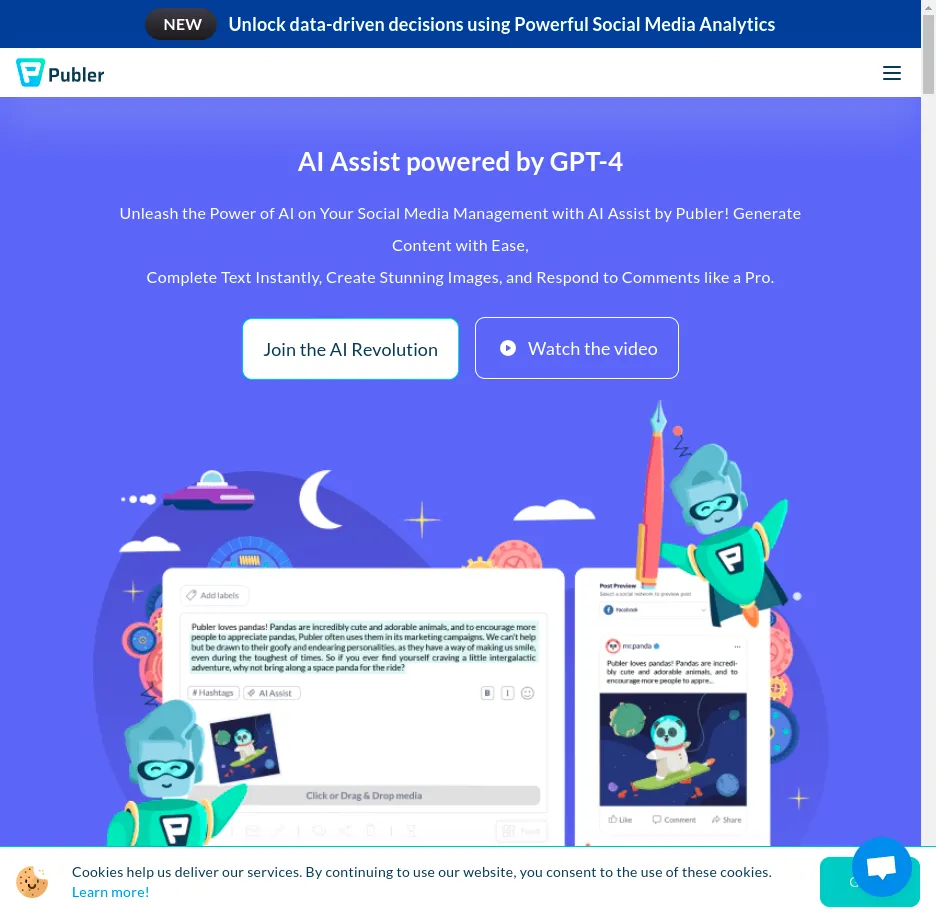 NEW Unlock data-driven decisions using Powerful Social Media Analytics
Publer
AI Assist powered by GPT-4
Unleash the Power of AI on Your Social Media Management with AI Assist by Publer! Generate
Content with Ease,
Complete Text Instantly, Create Stunning Images, and Respond to Comments like a Pro.
Join the AI Revolution
Watch the video
Add labels
Publer loves pandas! Pandas are incredibly cute and adorable animals, and to encourage more
people to appreciate pandas, Publer often uses them in its marketing campaigns. We can't help
but be drawn to their goofy and endearing personalities, as they have a way of making us smile,
even during the toughest of times. So if you ever find yourself craving a little intergalactic
adventure, why not bring along a space panda for the ride?
# Hashtags
AI Assist
B
I
Click or Drag & Drop media
Post Preview
Select a social network to preview post
Facebook
mr.panda
Publer loves pandas! Pandas are incredi-
bly cute and adorable animals, and to
encourage more people to appre...
Like
Comment
Share
Cookies help us deliver our services. By continuing to use our website, you consent to the use of these cookies.
Learn more!